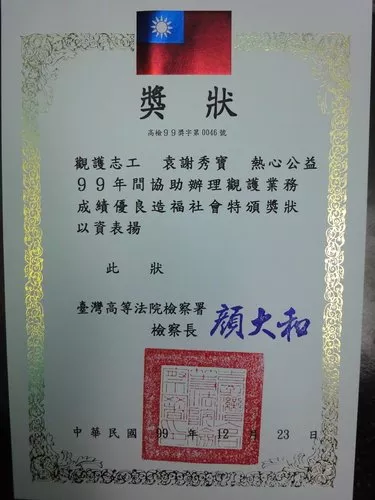 獎狀
高檢99獎字第0046號
觀護志工 袁謝秀寶 熱心公益
99年間協助辦理觀護業務
成績優良造福社會特頒獎狀
以資表揚
此狀
臺灣高等法院檢察署
檢察長 顏大和
中華民國 99 年 12 月 23 日